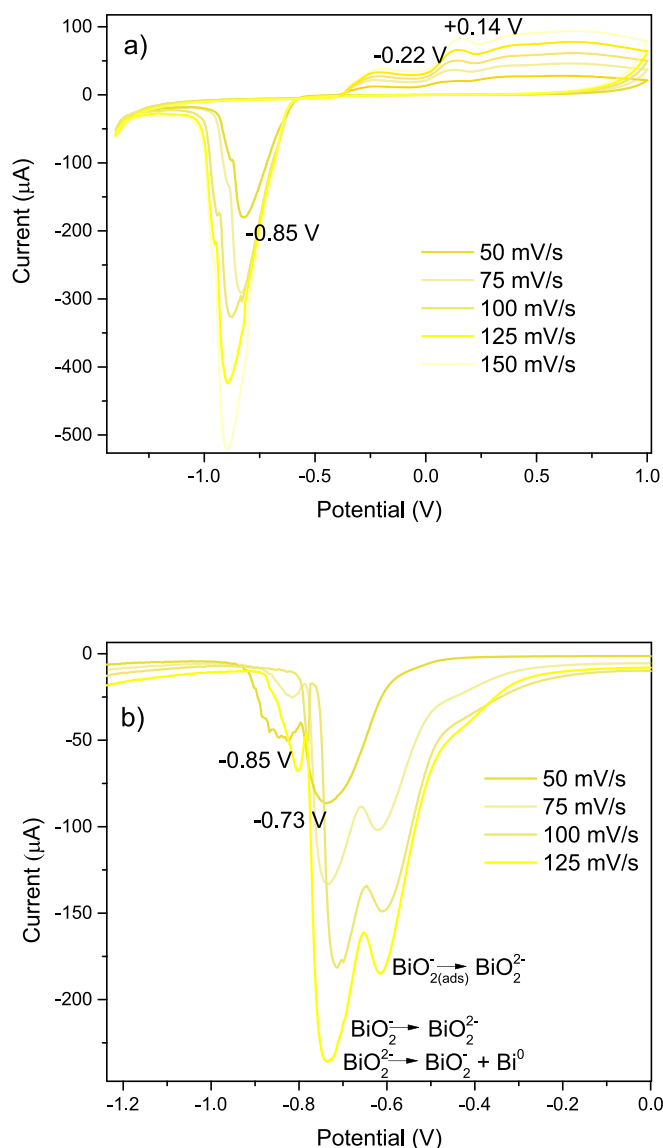 a)
+0.14 V
-0.22 V
-0.85 V
50 mV/s
75 mV/s
100 mV/s
125 mV/s
150 mV/s
100
50
0
-100
-200
-300
-400
-500
Current (μA)
-1.0
-0.5
0.0
0.5
1.0
Potential (V)
b)
-0.85 V
-0.73 V
50 mV/s
75 mV/s
100 mV/s
125 mV/s
BiO₂(ads)⁻ → BiO₂²⁻
BiO₂⁻ → BiO₂²⁻
BiO₂²⁻ → BiO₂⁻ + Bi⁰
0
-50
-100
-150
-200
Current (μA)
-1.2
-1.0
-0.8
-0.6
-0.4
-0.2
0.0
Potential (V)